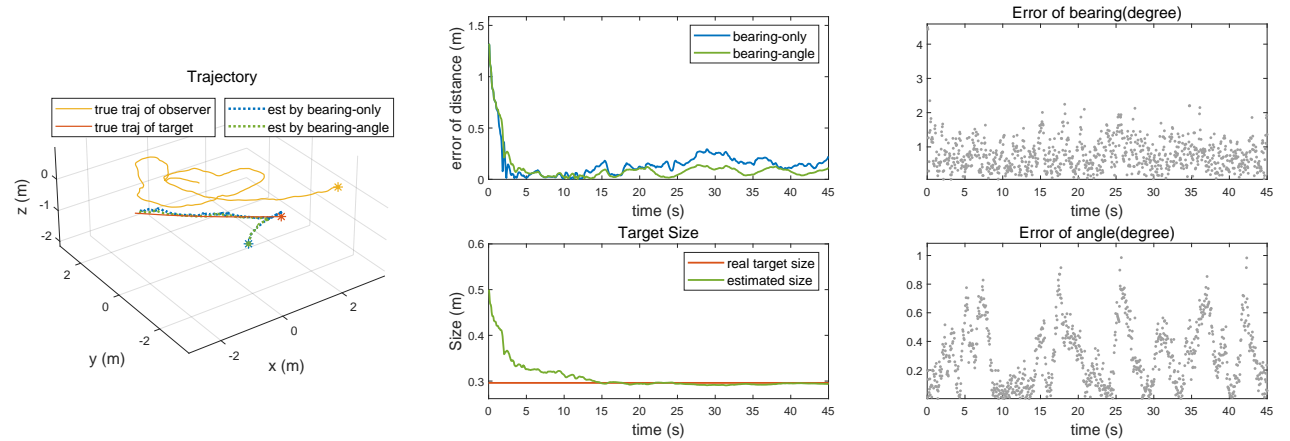 Trajectory
true traj of observer
true traj of target
est by bearing-only
est by bearing-angle
z (m)
0
-1
-2
2
0
-2
y (m)
-2
0
2
x (m)
error of distance (m)
1.5
1
0.5
0
bearing-only
bearing-angle
0 5 10 15 20 25 30 35 40 45
time (s)
Target Size
Size (m)
0.6
0.5
0.4
0.3
real target size
estimated size
0 5 10 15 20 25 30 35 40 45
time (s)
Error of bearing(degree)
4
3
2
1
0 5 10 15 20 25 30 35 40 45
time (s)
Error of angle(degree)
1
0.8
0.6
0.4
0.2
0 5 10 15 20 25 30 35 40 45
time (s)